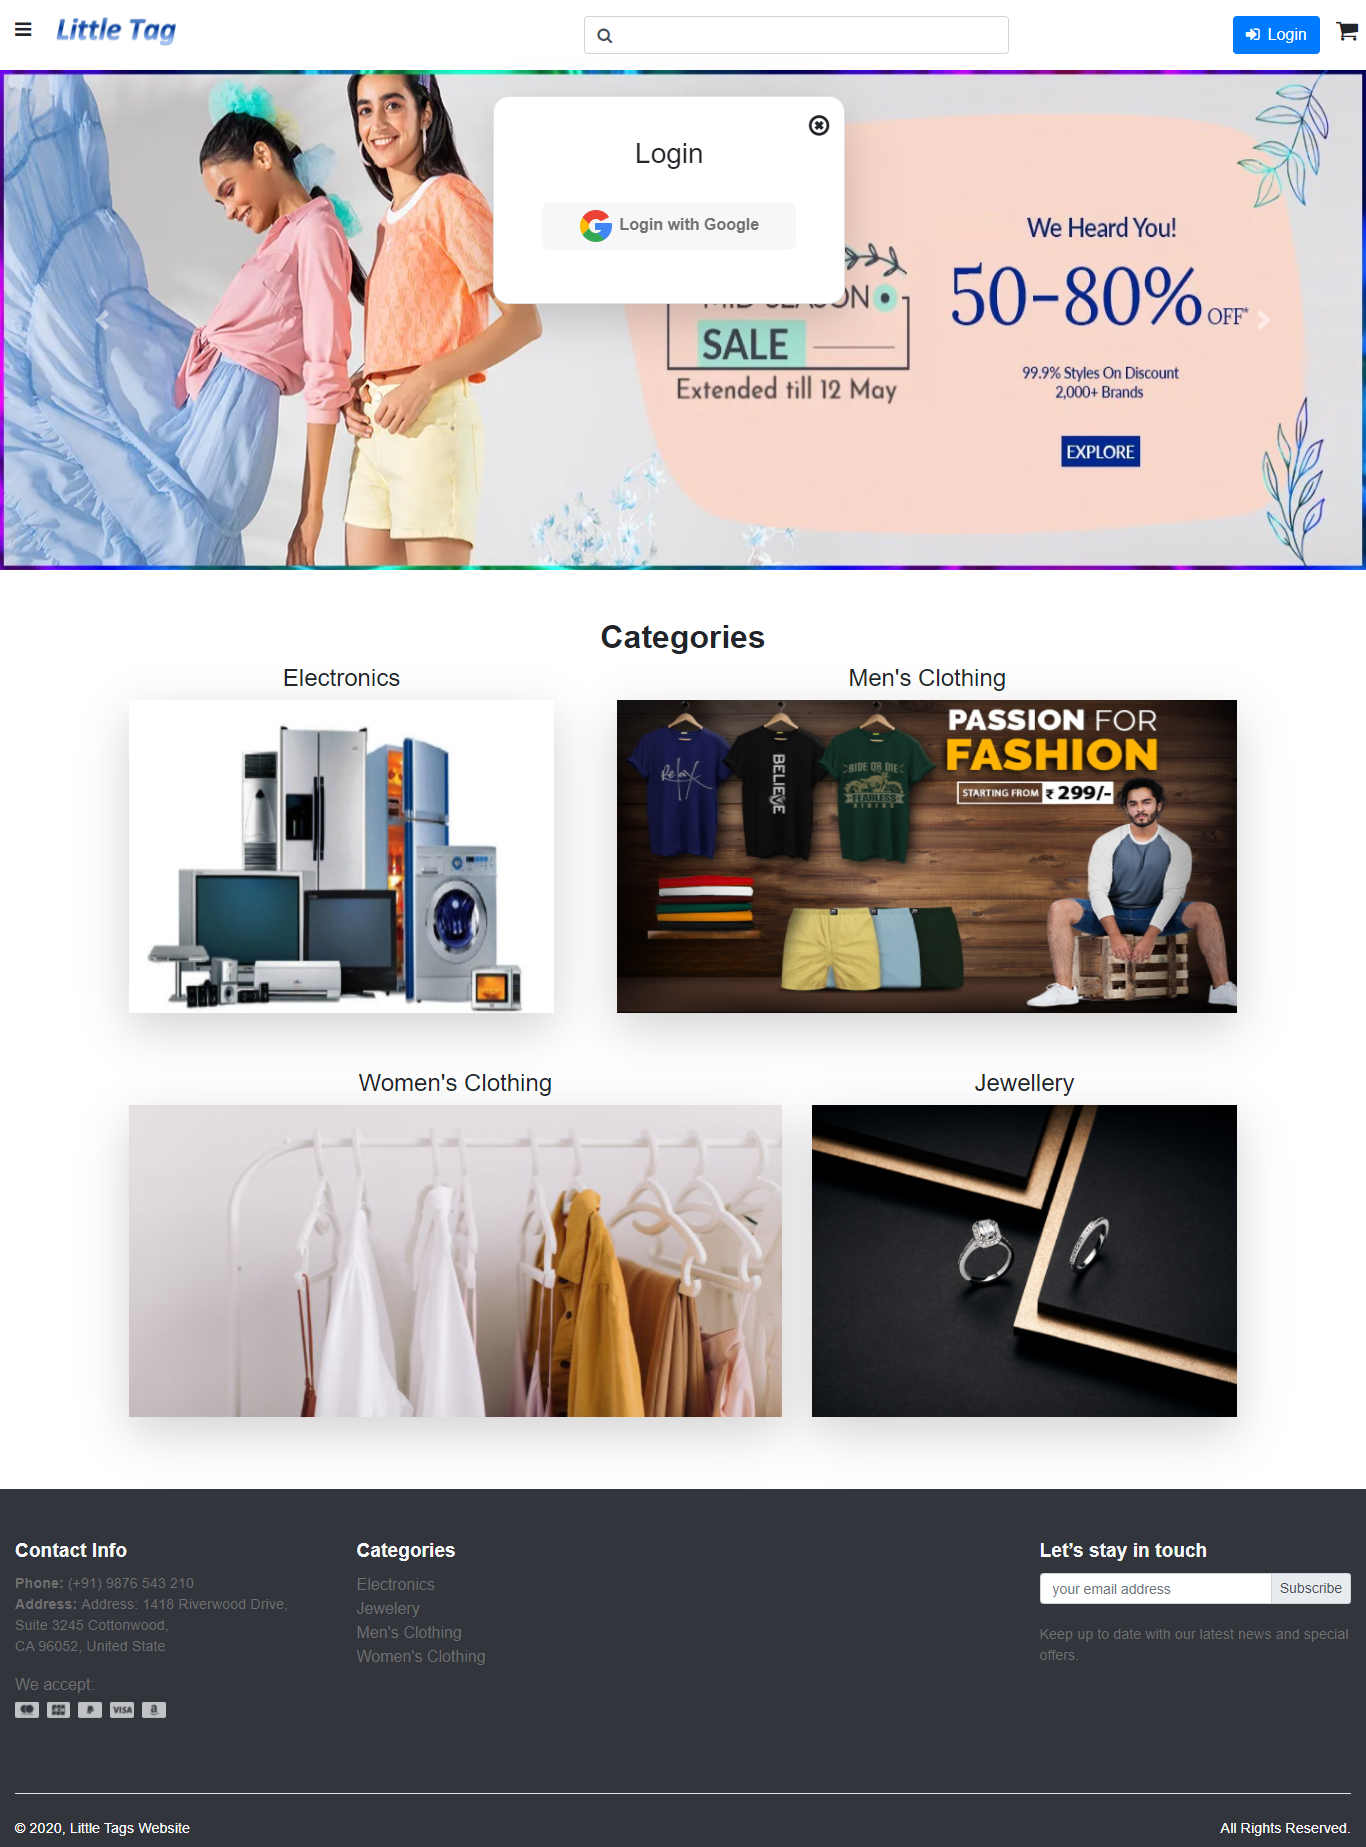 Little Tag
Login
Login
Login with Google
MID SEASON
SALE
Extended till 12 May
We Heard You!
50-80% OFF*
99.9% Styles On Discount
2,000+ Brands
EXPLORE
Categories
Electronics
Men's Clothing
Relax
BELIEVE
RIDE OR DIE
FEARLESS
RIDERS
PASSION FOR
FASHION
STARTING FROM ₹ 299/-
Women's Clothing
Jewellery
Contact Info
Phone: (+91) 9876 543 210
Address: Address: 1418 Riverwood Drive,
Suite 3245 Cottonwood,
CA 96052, United State
We accept:
VISA
Categories
Electronics
Jewelery
Men's Clothing
Women's Clothing
Let’s stay in touch
your email address
Subscribe
Keep up to date with our latest news and special
offers.
© 2020, Little Tags Website
All Rights Reserved.